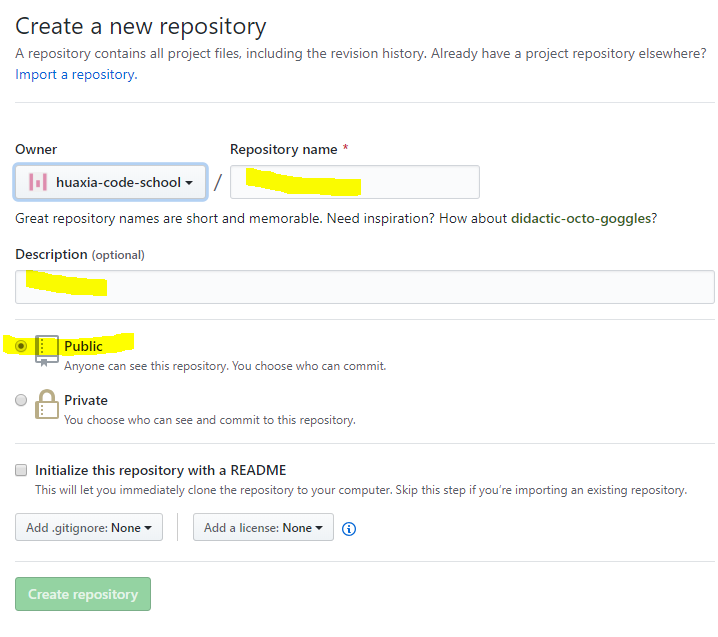 Create a new repository
A repository contains all project files, including the revision history. Already have a project repository elsewhere?
Import a repository.
Owner
Repository name *
huaxia-code-school
/
Great repository names are short and memorable. Need inspiration? How about didactic-octo-goggles?
Description (optional)
Public
Anyone can see this repository. You choose who can commit.
Private
You choose who can see and commit to this repository.
Initialize this repository with a README
This will let you immediately clone the repository to your computer. Skip this step if you're importing an existing repository.
Add .gitignore: None
Add a license: None
Create repository